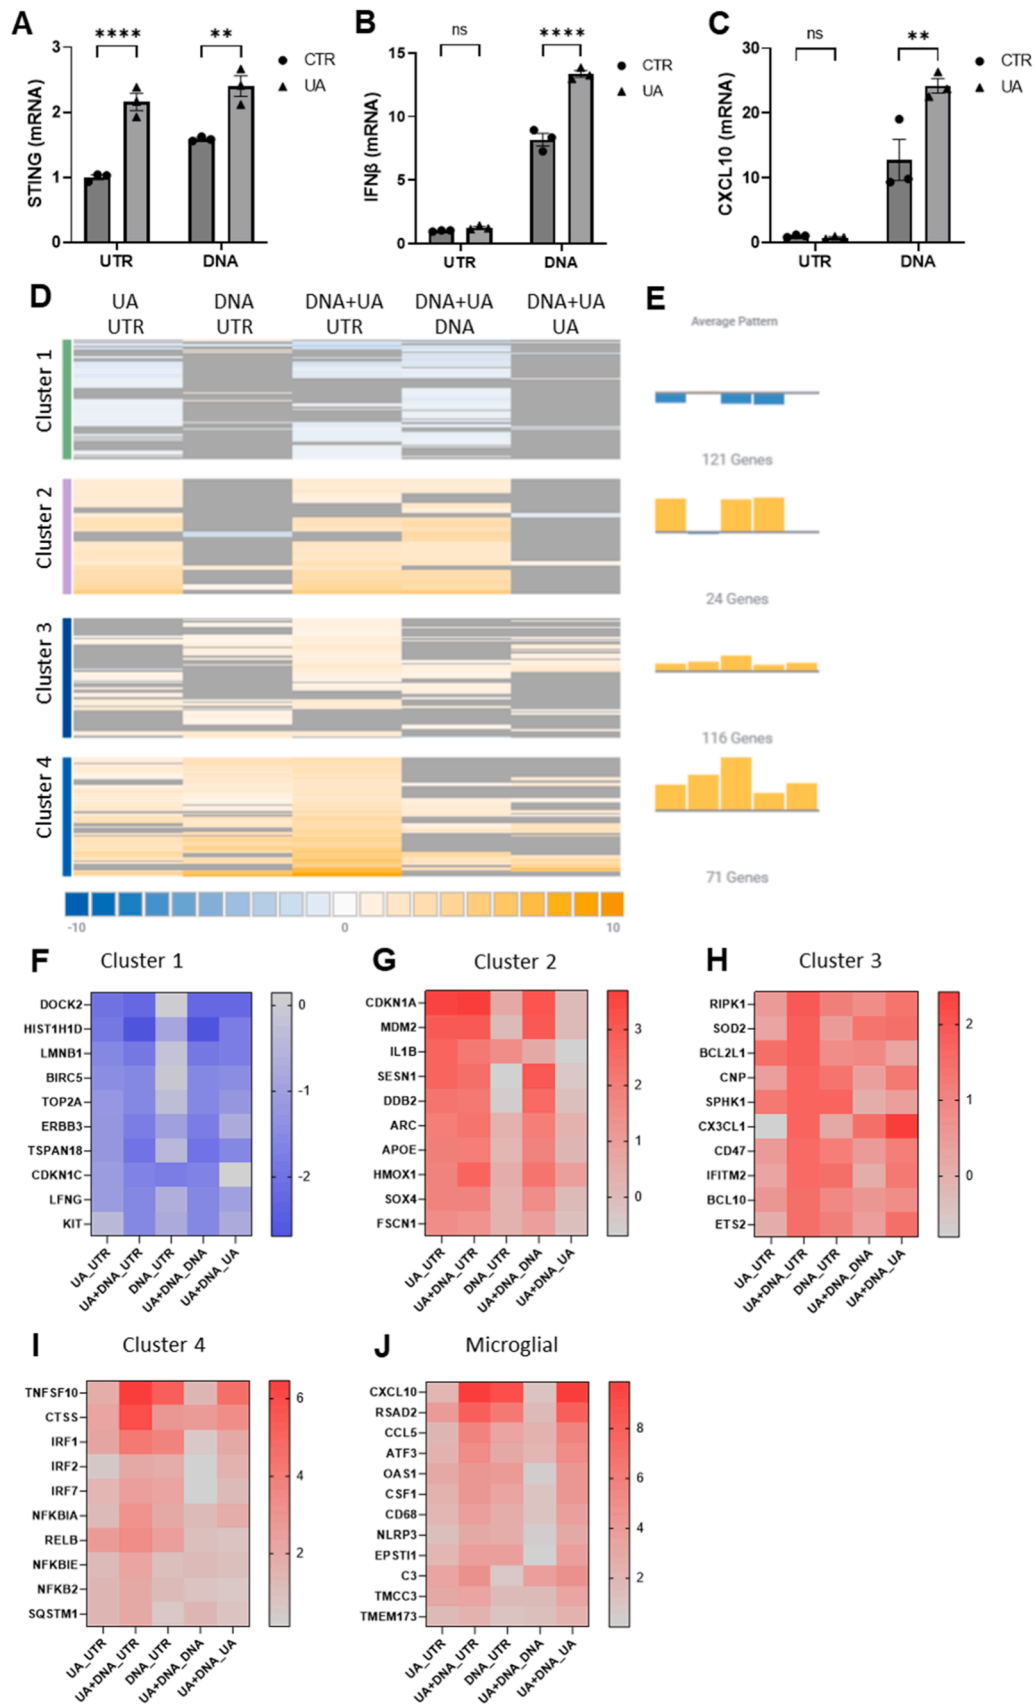 A
B
C
**** **
ns ****
ns **
CTR
UA
CTR
UA
CTR
UA
STING (mRNA)
3
2
1
0
UTR DNA
IFNβ (mRNA)
15
10
5
0
UTR DNA
CXCL10 (mRNA)
30
20
10
0
UTR DNA
D
UA DNA DNA+UA DNA+UA DNA+UA
UTR UTR UTR DNA UA
Cluster 1
Cluster 2
Cluster 3
Cluster 4
-10 0 10
E
Average Pattern
121 Genes
24 Genes
116 Genes
71 Genes
F Cluster 1
DOCK2
HIST1H1D
LMNB1
BIRC5
TOP2A
ERBB3
TSPAN18
CDKN1C
LFNG
KIT
0
-1
-2
UA_UTR
UA+DNA_UTR
DNA_UTR
UA+DNA_DNA
UA+DNA_UA
G Cluster 2
CDKN1A
MDM2
IL1B
SESN1
DDB2
ARC
APOE
HMOX1
SOX4
FSCN1
3
2
1
0
UA_UTR
UA+DNA_UTR
DNA_UTR
UA+DNA_DNA
UA+DNA_UA
H Cluster 3
RIPK1
SOD2
BCL2L1
CNP
SPHK1
CX3CL1
CD47
IFITM2
BCL10
ETS2
2
1
0
UA_UTR
UA+DNA_UTR
DNA_UTR
UA+DNA_DNA
UA+DNA_UA
I Cluster 4
TNFSF10
CTSS
IRF1
IRF2
IRF7
NFKBIA
RELB
NFKBIE
NFKB2
SQSTM1
6
4
2
UA_UTR
UA+DNA_UTR
DNA_UTR
UA+DNA_DNA
UA+DNA_UA
J Microglial
CXCL10
RSAD2
CCL5
ATF3
OAS1
CSF1
CD68
NLRP3
EPSTI1
C3
TMCC3
TMEM173
8
6
4
2
UA_UTR
UA+DNA_UTR
DNA_UTR
UA+DNA_DNA
UA+DNA_UA